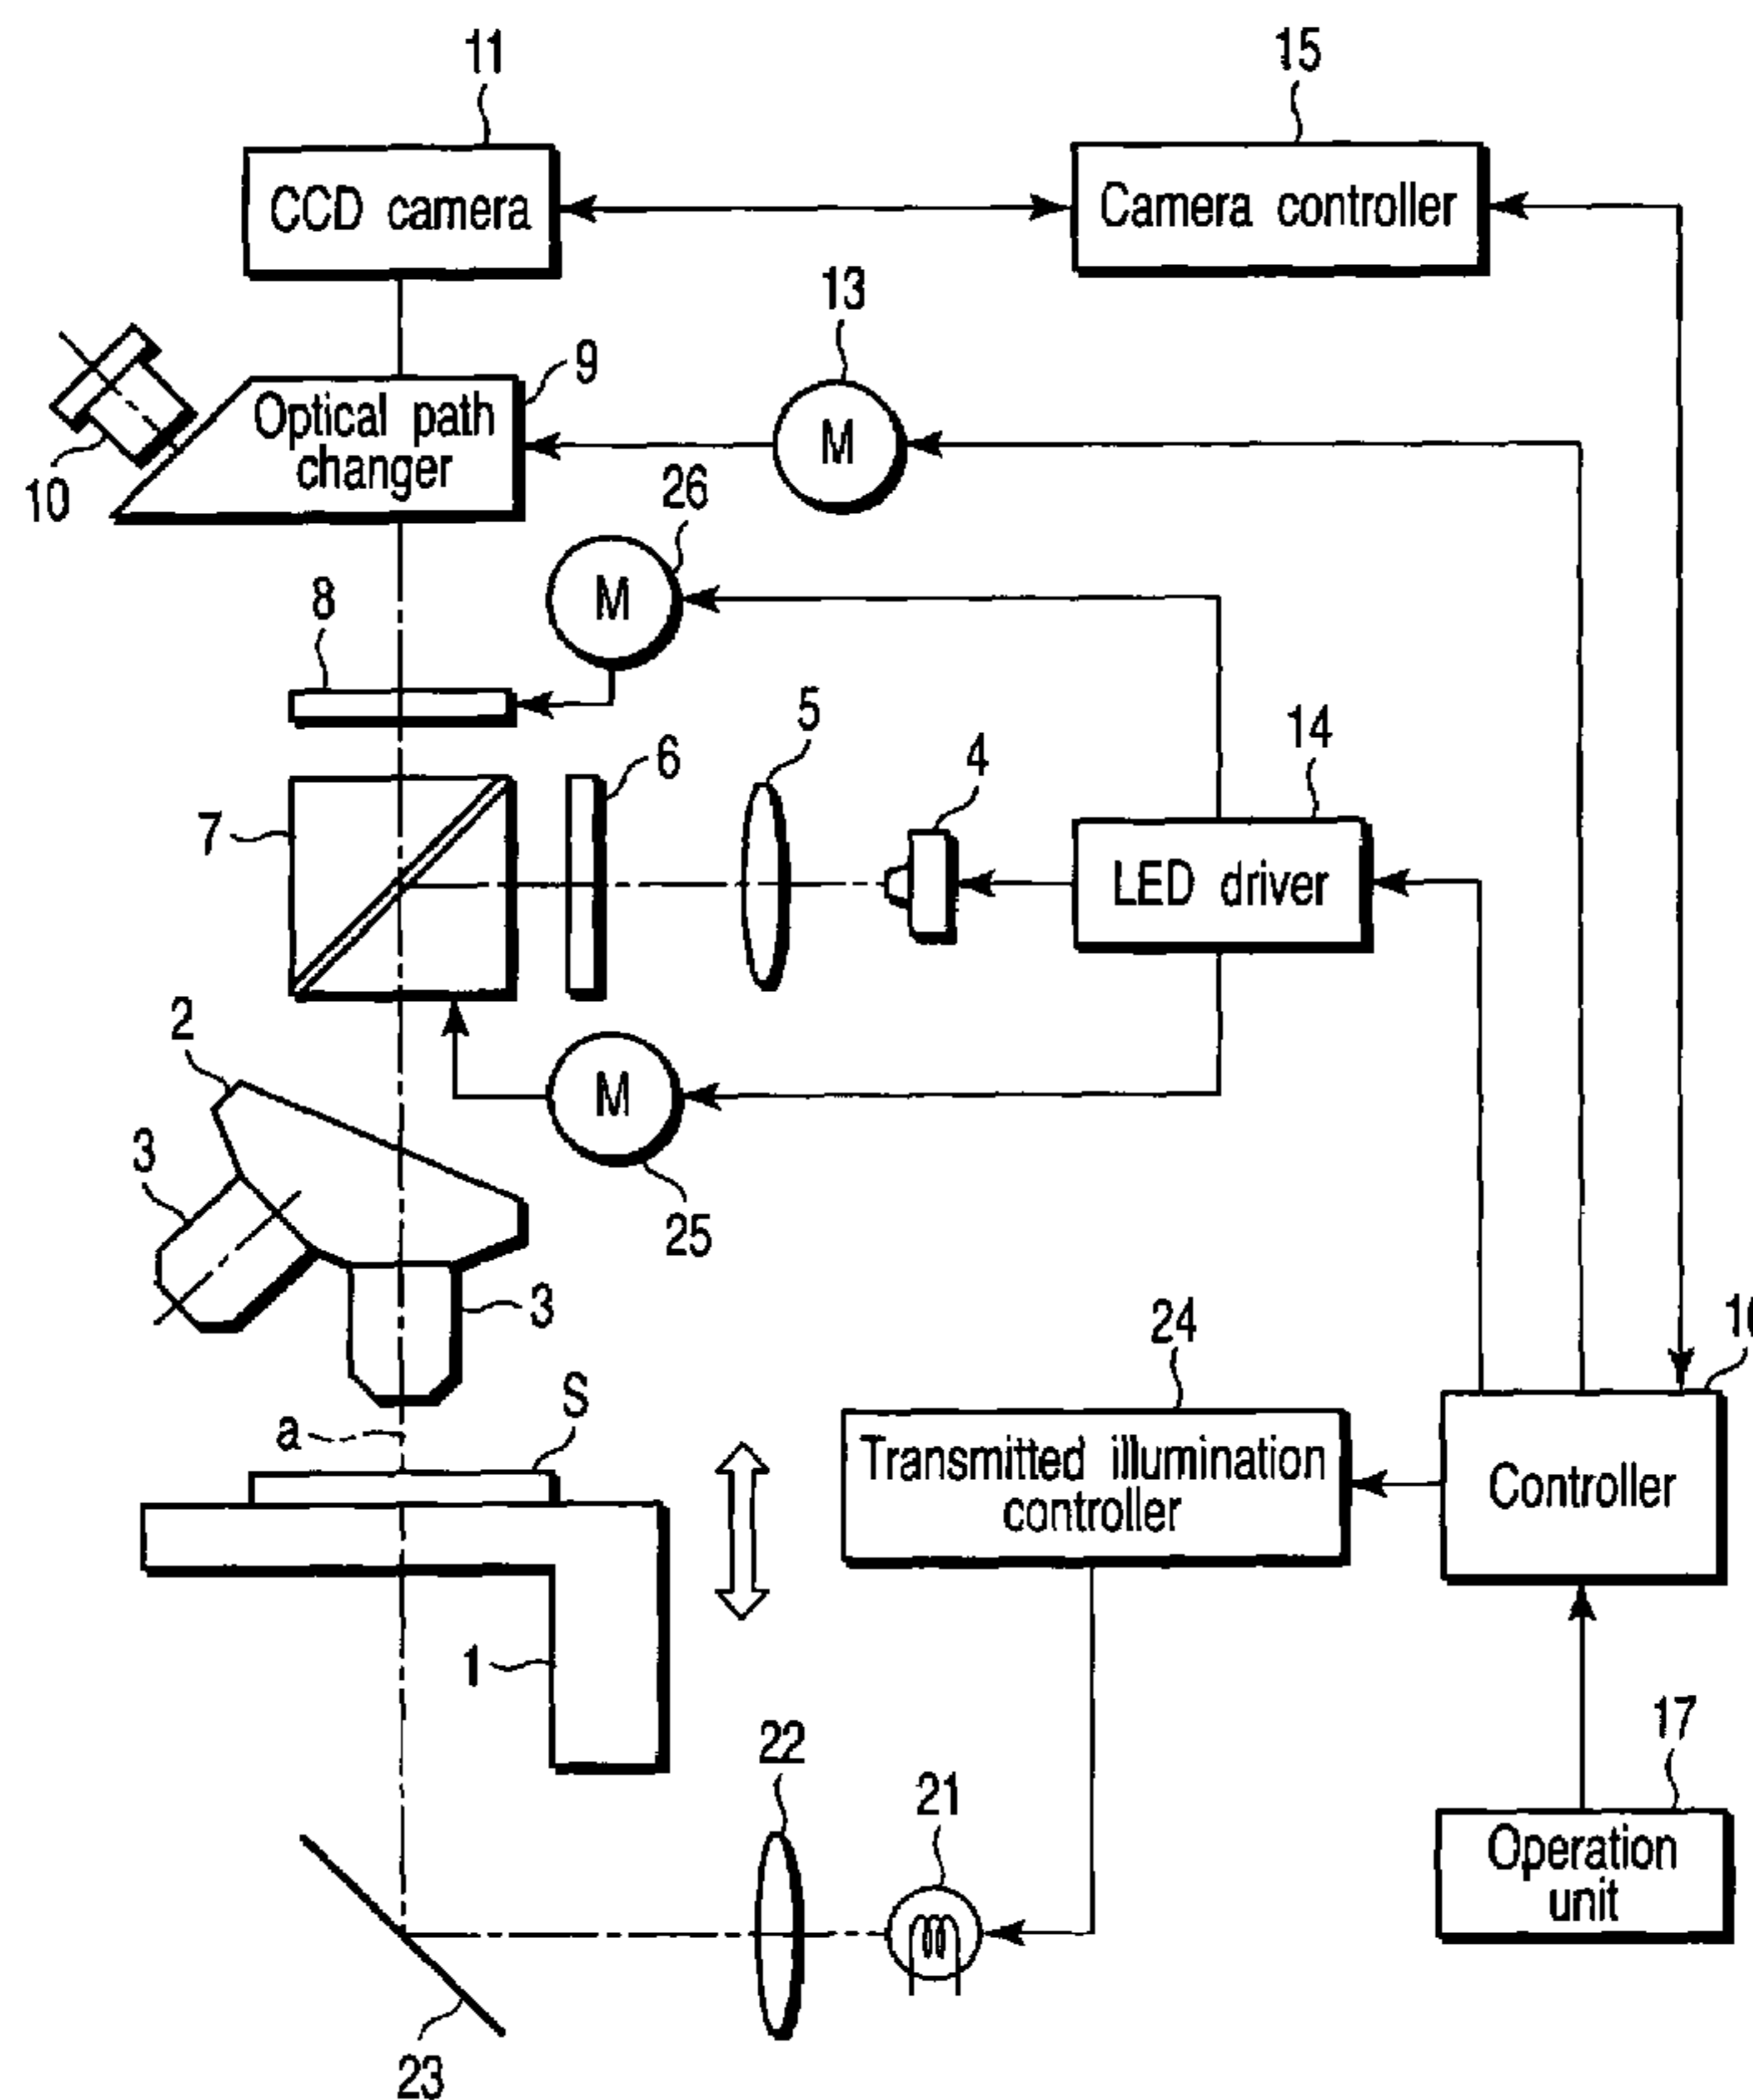 11
15
CCD camera
Camera controller
13
9
Optical path
changer
M
10
26
M
8
5
14
6
4
7
LED driver
2
M
3
25
3
24
16
a
S
Transmitted illumination
controller
Controller
1
22
17
21
Operation
unit
23